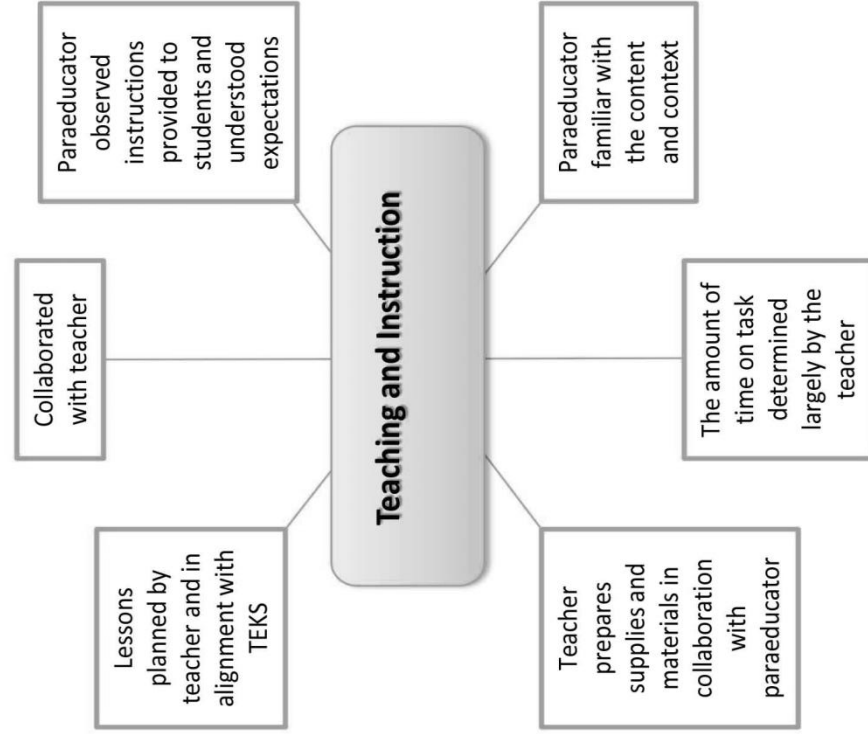 Lessons
planned by
teacher and in
alignment with
TEKS
Collaborated
with teacher
Paraeducator
observed
instructions
provided to
students and
understood
expectations
Teaching and Instruction
Teacher
prepares
supplies and
materials in
collaboration
with
paraeducator
The amount of
time on task
determined
largely by the
teacher
Paraeducator
familiar with
the content
and context